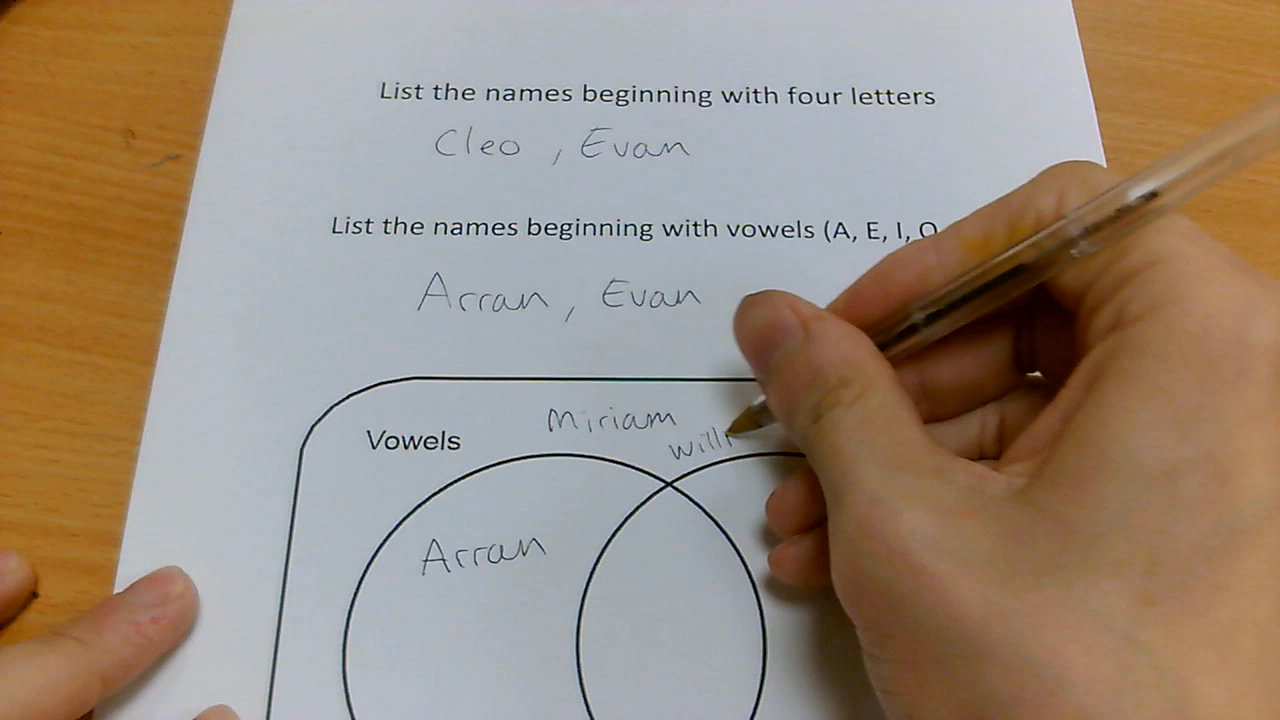 List the names beginning with four letters
Cleo , Evan
List the names beginning with vowels (A, E, I, O
Arran, Evan
Miriam
Vowels
Arran